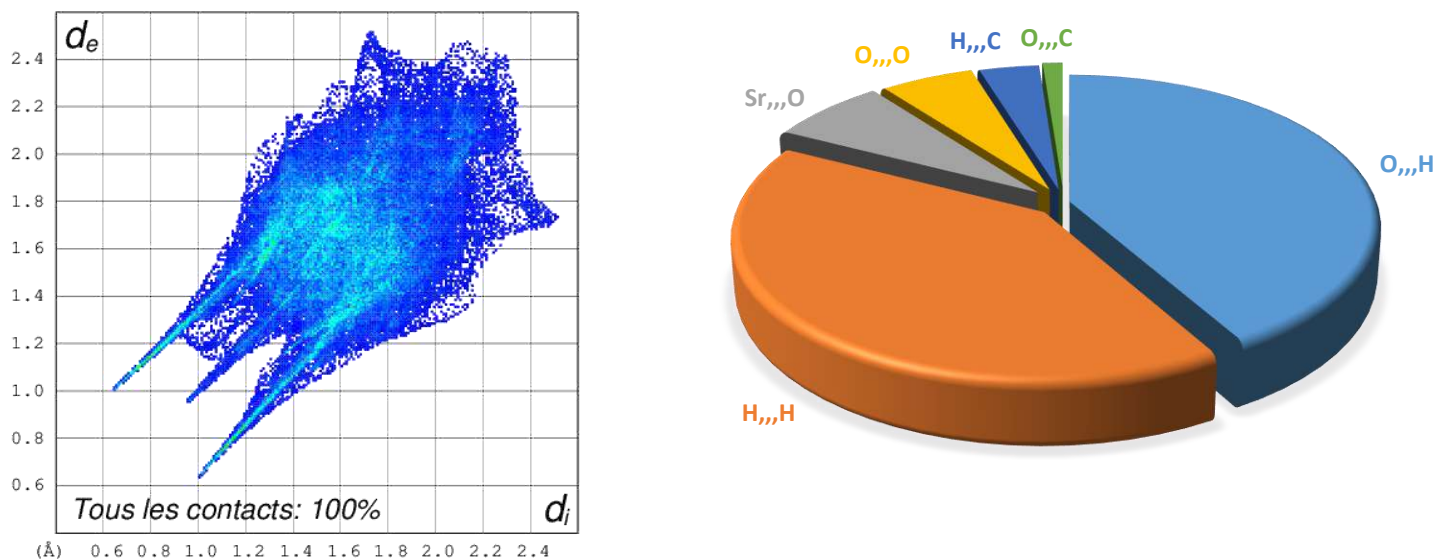 dₑ
2.4
2.2
2.0
1.8
1.6
1.4
1.2
1.0
0.8
0.6
Tous les contacts: 100%
dᵢ
(Å) 0.6 0.8 1.0 1.2 1.4 1.6 1.8 2.0 2.2 2.4
O,,,C
H,,,C
O,,,O
Sr,,,O
O,,,H
H,,,H